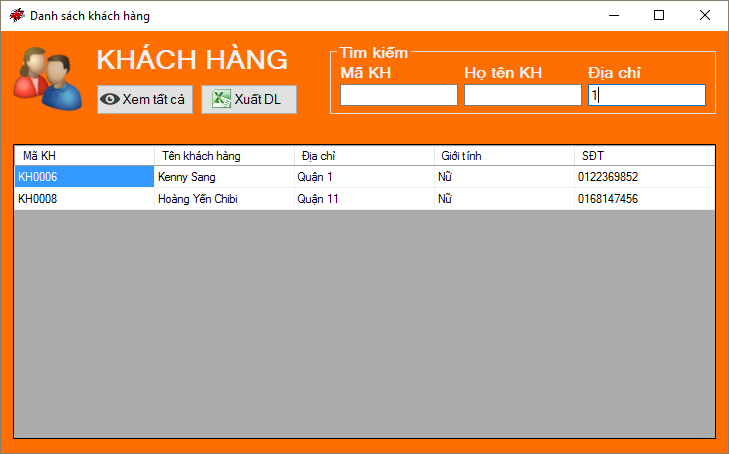 Danh sách khách hàng
KHÁCH HÀNG
Xem tất cả
Xuất DL
Tìm kiếm
Mã KH
Họ tên KH
Địa chỉ
1
Mã KH Tên khách hàng Địa chỉ Giới tính SĐT
KH0006 Kenny Sang Quận 1 Nữ 0122369852
KH0008 Hoàng Yến Chibi Quận 11 Nữ 0168147456